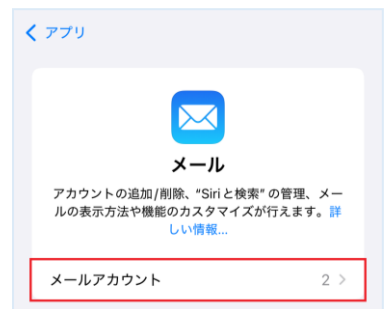 アプリ
メール
アカウントの追加/削除、“Siriと検索” の管理、メー
ルの表示方法や機能のカスタマイズが行えます。詳
しい情報...
メールアカウント 2